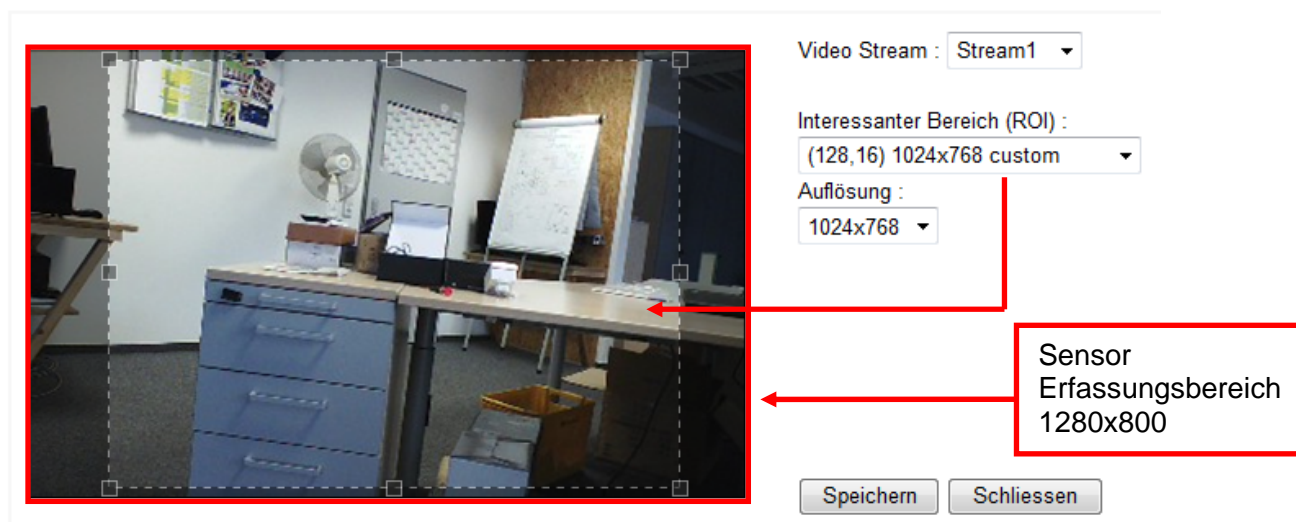 Video Stream : Stream1
Interessanter Bereich (ROI) :
(128,16) 1024x768 custom
Auflösung :
1024x768
Sensor
Erfassungsbereich
1280x800
Speichern Schliessen